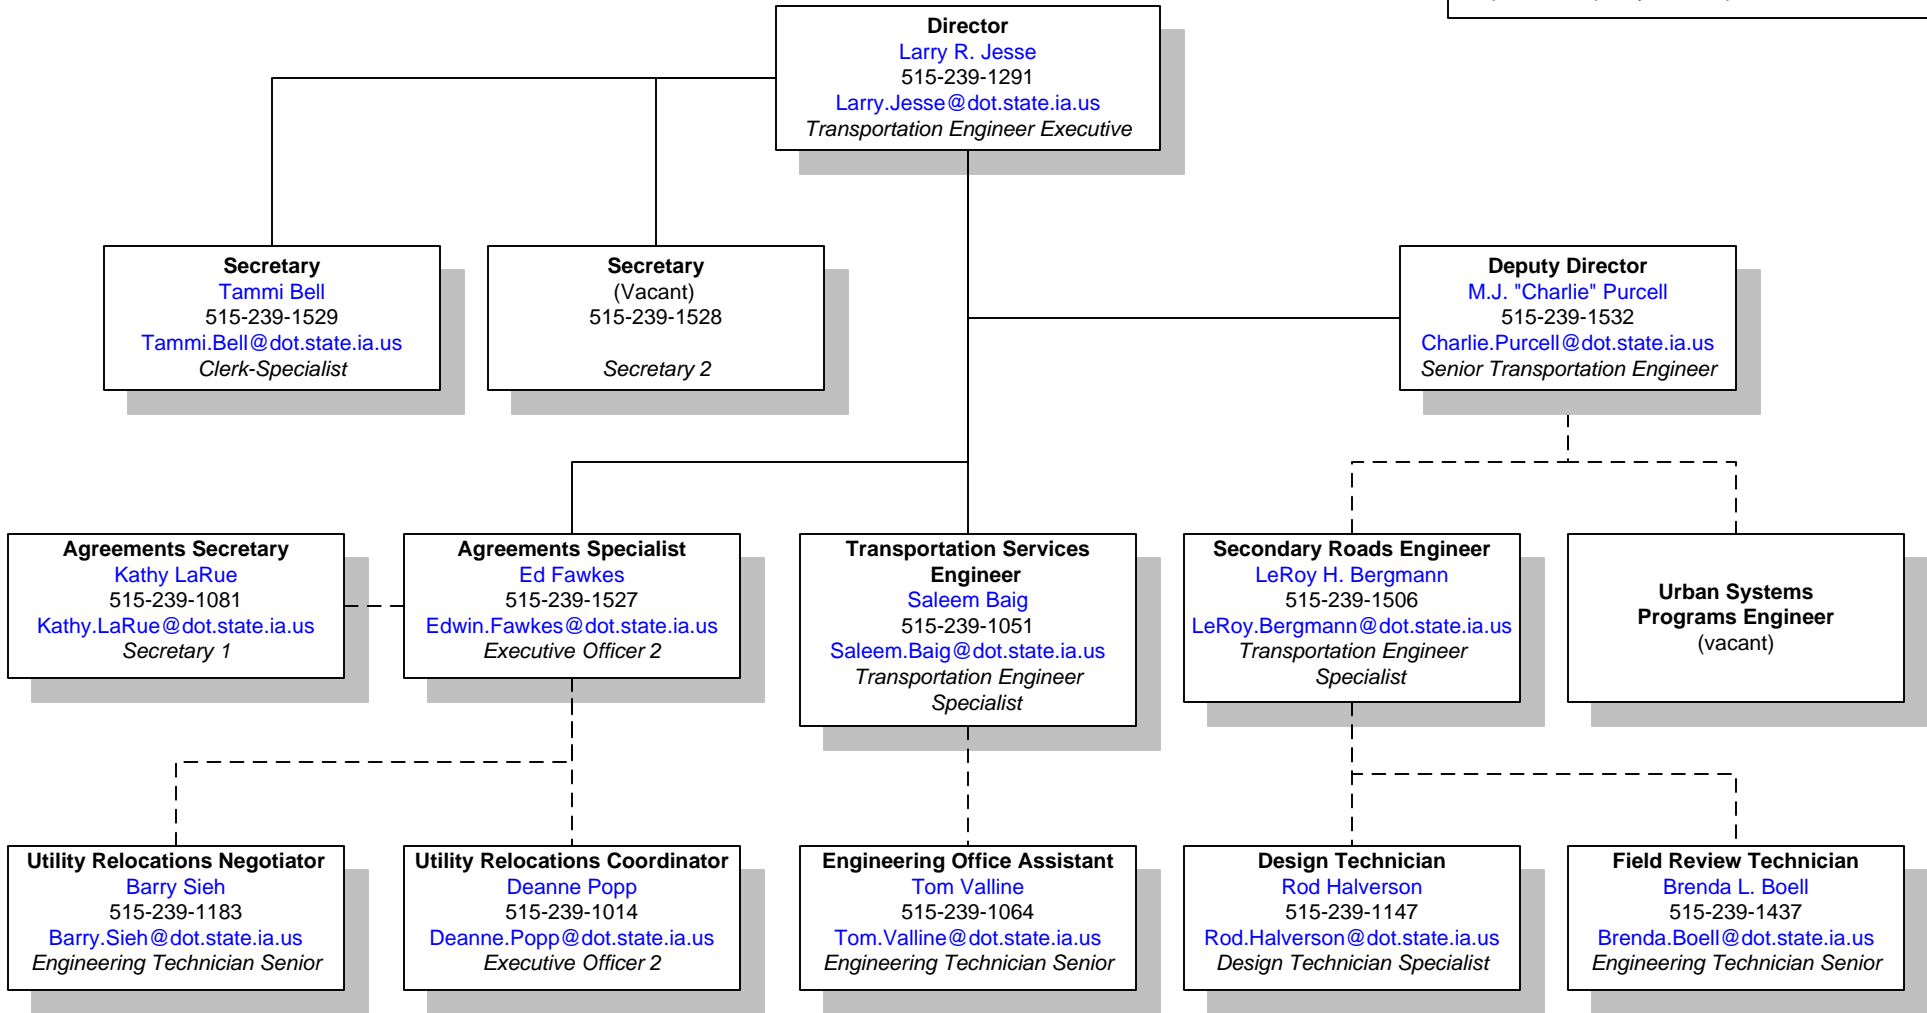 Director
Larry R. Jesse
515-239-1291
Larry.Jesse@dot.state.ia.us
Transportation Engineer Executive
Secretary
Tammi Bell
515-239-1529
Tammi.Bell@dot.state.ia.us
Clerk-Specialist
Secretary
(Vacant)
515-239-1528
Secretary 2
Deputy Director
M.J. "Charlie" Purcell
515-239-1532
Charlie.Purcell@dot.state.ia.us
Senior Transportation Engineer
Agreements Secretary
Kathy LaRue
515-239-1081
Kathy.LaRue@dot.state.ia.us
Secretary 1
Agreements Specialist
Ed Fawkes
515-239-1527
Edwin.Fawkes@dot.state.ia.us
Executive Officer 2
Transportation Services
Engineer
Saleem Baig
515-239-1051
Saleem.Baig@dot.state.ia.us
Transportation Engineer
Specialist
Secondary Roads Engineer
LeRoy H. Bergmann
515-239-1506
LeRoy.Bergmann@dot.state.ia.us
Transportation Engineer
Specialist
Urban Systems
Programs Engineer
(vacant)
Utility Relocations Negotiator
Barry Sieh
515-239-1183
Barry.Sieh@dot.state.ia.us
Engineering Technician Senior
Utility Relocations Coordinator
Deanne Popp
515-239-1014
Deanne.Popp@dot.state.ia.us
Executive Officer 2
Engineering Office Assistant
Tom Valline
515-239-1064
Tom.Valline@dot.state.ia.us
Engineering Technician Senior
Design Technician
Rod Halverson
515-239-1147
Rod.Halverson@dot.state.ia.us
Design Technician Specialist
Field Review Technician
Brenda L. Boell
515-239-1437
Brenda.Boell@dot.state.ia.us
Engineering Technician Senior